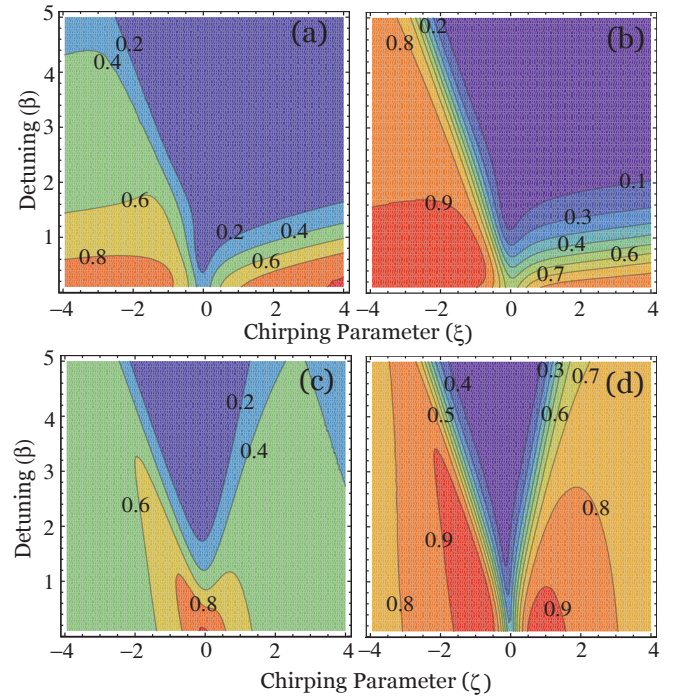 5 (a) (b)
0.2 0.8 0.2
4 0.4
Detuning (β)
3
2
0.6 0.9 0.1
0.2 0.4 0.3
1 0.4 0.6
0.8 0.6 0.7
−4 −2 0 2 4 −4 −2 0 2 4
Chirping Parameter (ξ)
5 (c) (d)
0.4 0.3 0.7
0.2 0.5 0.6
4
0.4
Detuning (β)
3
0.6 0.8
2
0.9
1
0.8 0.8 0.9
0
−4 −2 0 2 4 −4 −2 0 2 4
Chirping Parameter (ζ)